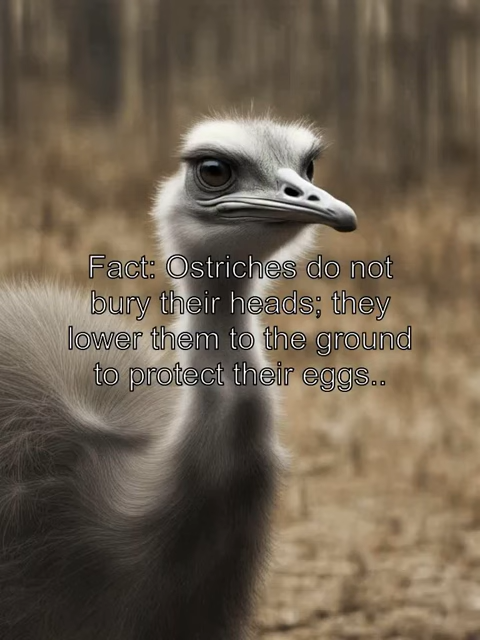 Fact: Ostriches do not
bury their heads; they
lower them to the ground
to protect their eggs..